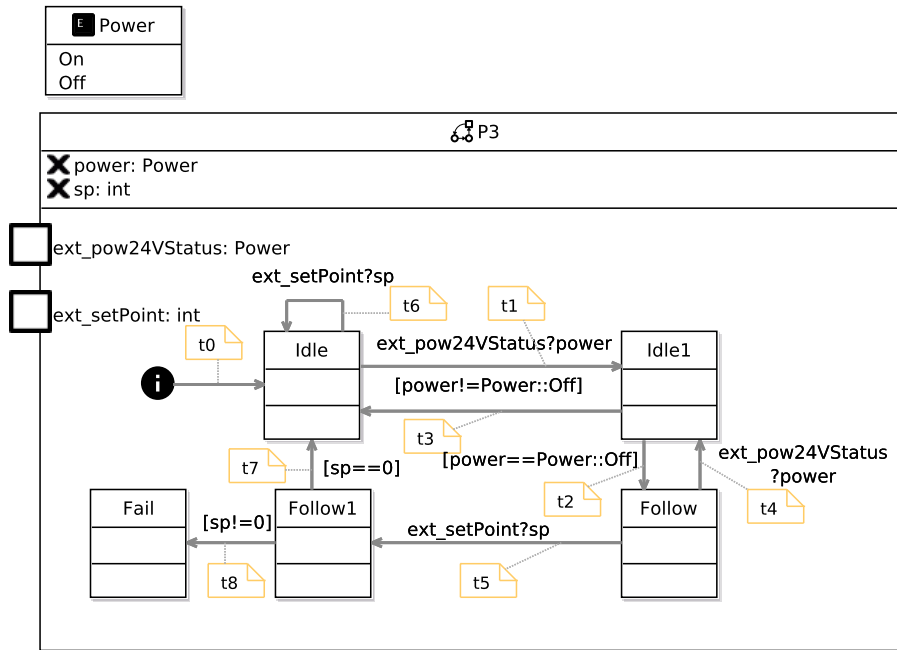 E Power
On
Off
P3
power: Power
sp: int
ext_pow24VStatus: Power
ext_setPoint?sp
t6
t1
ext_setPoint: int
t0
Idle
ext_pow24VStatus?power
Idle1
i
[power!=Power::Off]
t3
t7
[sp==0]
[power==Power::Off]
ext_pow24VStatus
?power
t2
t4
Fail
[sp!=0]
Follow1
ext_setPoint?sp
Follow
t8
t5